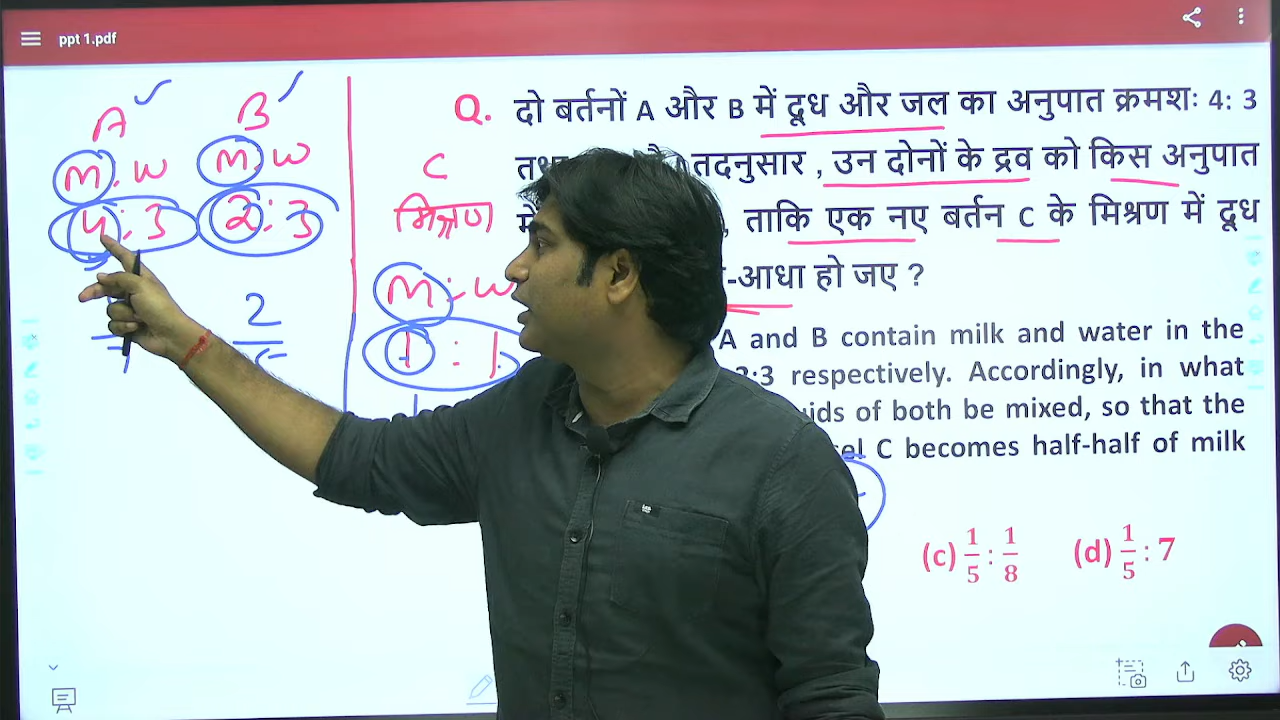 ppt 1.pdf
A B
M : W M : W
4 : 3 2 : 3
2
C
मिश्रण
M : W
1 : 1
Q. दो बर्तनों A और B में दूध और जल का अनुपात क्रमशः 4: 3
तदनुसार , उन दोनों के द्रव को किस अनुपात
, ताकि एक नए बर्तन C के मिश्रण में दूध
-आधा हो जए ?
A and B contain milk and water in the
respectively. Accordingly, in what
of both be mixed, so that the
C becomes half-half of milk
(c) 1/5 : 1/8 (d) 1/5 : 7